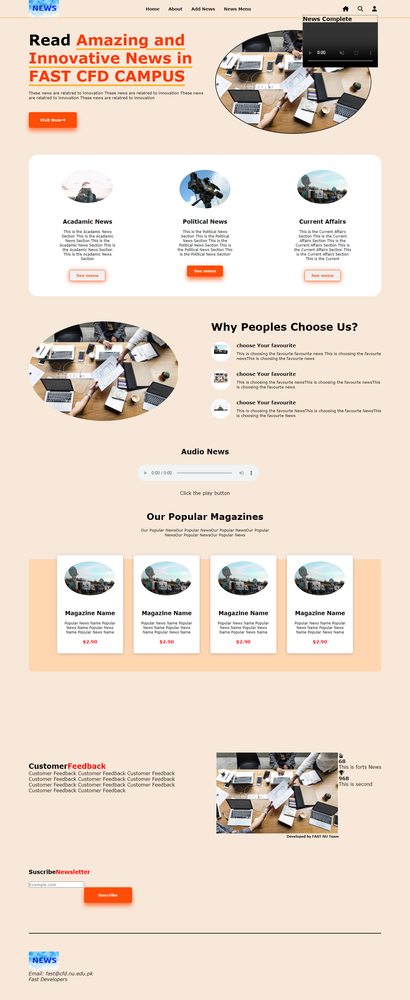 NEWS
Home About Add News News Menu
News Complete
0:00
Read Amazing and
Innovative News in
FAST CFD CAMPUS
These news are relatred to innovation These news are relatred to innovation These news
are relatred to innovation These news are relatred to innovation
Visit Now→
Acadamic News
This is the Acadamic News
Section This is the Acadamic
News Section This is the
Acadamic News Section This is
the Acadamic News Section
This is the Acadamic News
Section
See menu
Political News
This is the Political News
Section This is the Political
News Section This is the
Political News Section This is
the Political News Section This
is the Political News Section
See menu
Current Affairs
This is the Current Affairs
Section This is the Current
Affairs Section This is the
Current Affairs Section This is
the Current Affairs Section This
is the Current Affairs Section
This is the Current
See menu
Why Peoples Choose Us?
choose Your favourite
This is choosing the favourte favourite news This is choosing the favourte
newsThis is choosing the favourte news
choose Your favourite
This is choosing the favourte newsThis is choosing the favourte newsThis
is choosing the favourte news
choose Your favourite
This is choosing the favourte NewsThis is choosing the favourte NewsThis
is choosing the favourte News
Audio News
0:00 / 0:00
Click the play button
Our Popular Magazines
Our Popular NewsOur Popular NewsOur Popular NewsOur Popular
NewsOur Popular NewsOur Popular News
Magazine Name
Popular News Name Popular
News Name Popular News
Name Popular News Name
$2.90
Magazine Name
Popular News Name Popular
News Name Popular News
Name Popular News Name
$2.90
Magazine Name
Popular News Name Popular
News Name Popular News
Name Popular News Name
$2.90
Magazine Name
Popular News Name Popular
News Name Popular News
Name Popular News Name
$2.90
CustomerFeedback
Customer Feedback Customer Feedback Customer Feedback
Customer Feedback Customer Feedback Customer Feedback
Customer Feedback Customer Feedback Customer Feedback
Customer Feedback Customer Feedback
68
This is forts News
968
This is second
Developed by FAST NU Team
SuscribeNewsletter
Example.com
Suscribe
NEWS
Email: fast@cfd.nu.edu.pk
Fast Developers